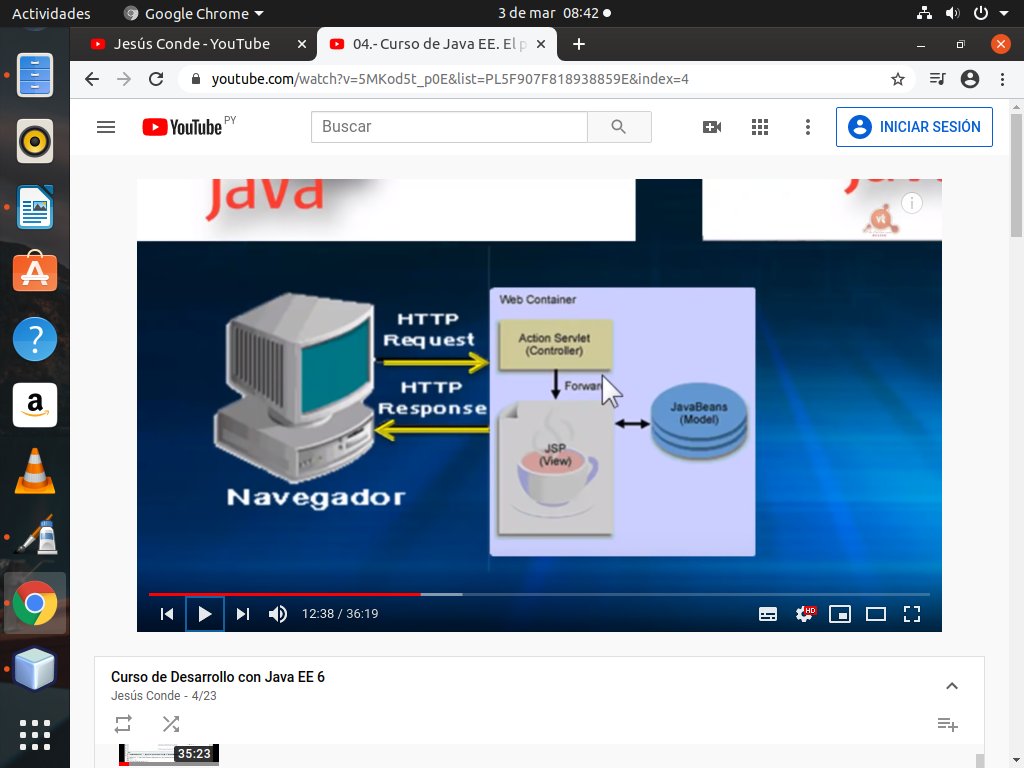 Actividades
Google Chrome
3 de mar 08:42
Jesús Conde - YouTube
04.- Curso de Java EE. El p
youtube.com/watch?v=5MKod5t_p0E&list=PL5F907F818938859E&index=4
YouTube PY
Buscar
INICIAR SESIÓN
Java
vt
Web Container
HTTP
Request
Action Servlet
(Controller)
Forward
HTTP
Response
JavaBeans
(Model)
JSP
(View)
Navegador
12:38 / 36:19
HD
Curso de Desarrollo con Java EE 6
Jesús Conde - 4/23
35:23